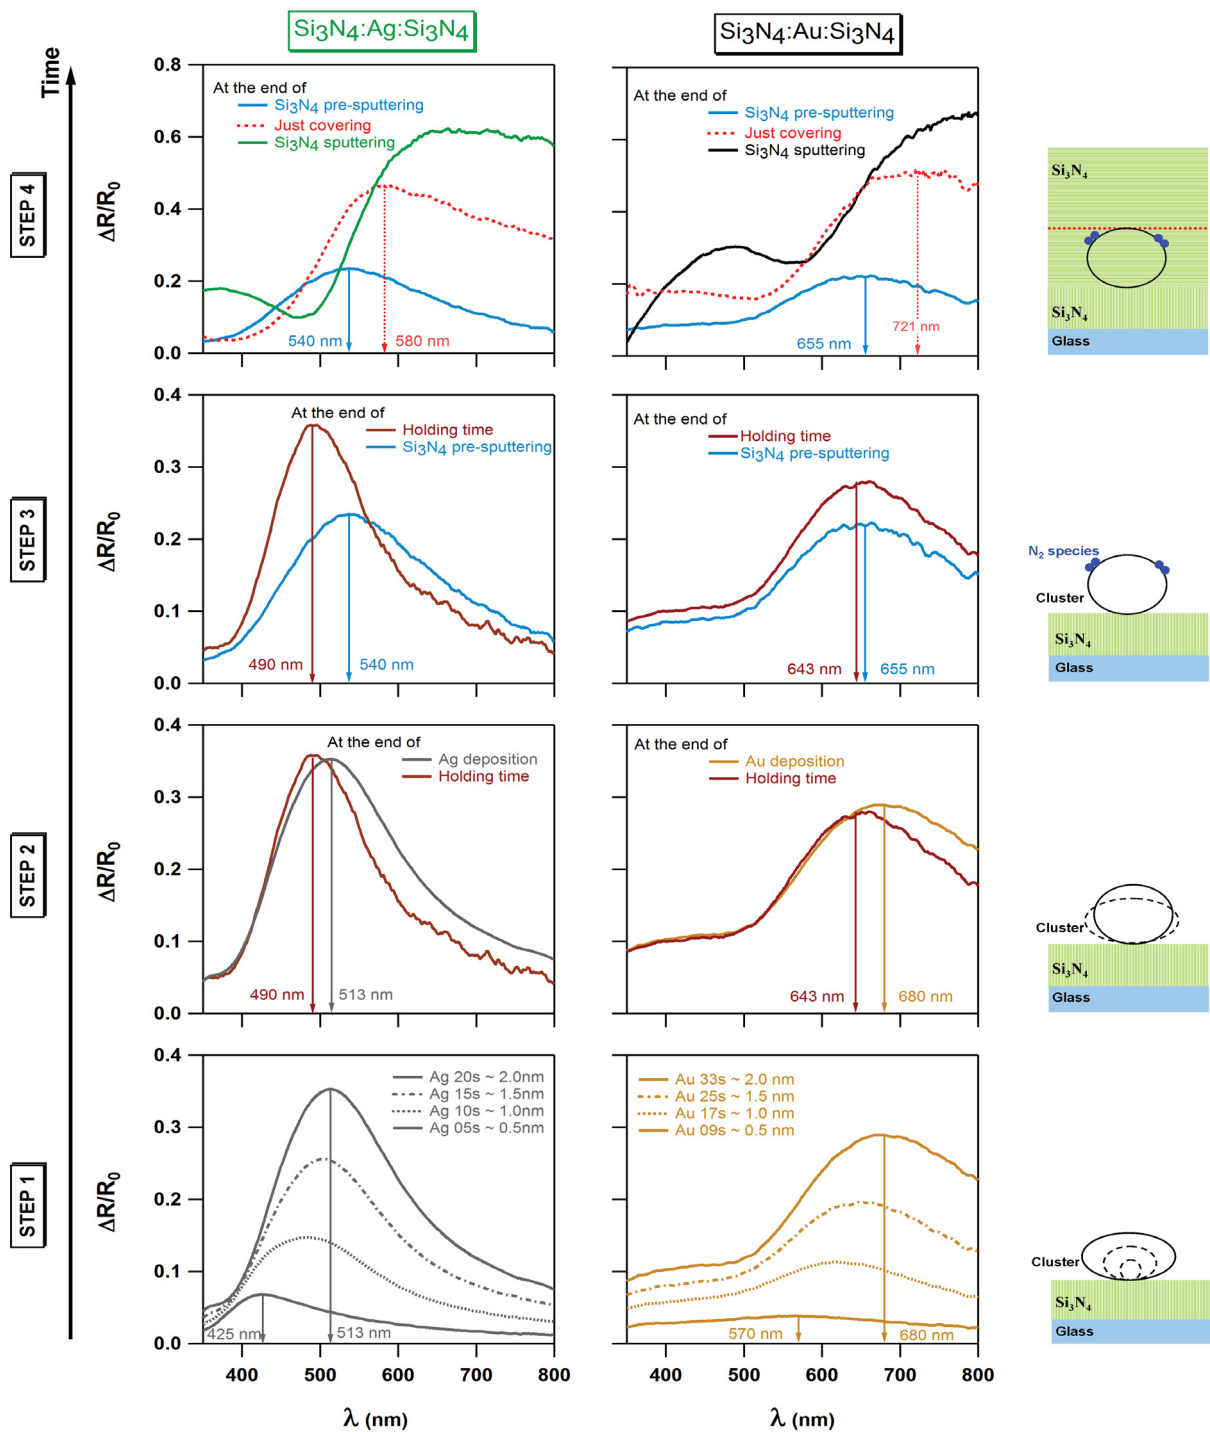 Si3N4:Ag:Si3N4
Si3N4:Au:Si3N4
Time
STEP 4
ΔR/R0
0.8
0.6
0.4
0.2
0.0
At the end of
Si3N4 pre-sputtering
Just covering
Si3N4 sputtering
540 nm
580 nm
At the end of
Si3N4 pre-sputtering
Just covering
Si3N4 sputtering
655 nm
721 nm
Si3N4
Si3N4
Glass
STEP 3
ΔR/R0
0.4
0.3
0.2
0.1
0.0
At the end of
Holding time
Si3N4 pre-sputtering
490 nm
540 nm
At the end of
Holding time
Si3N4 pre-sputtering
643 nm
655 nm
N2 species
Cluster
Si3N4
Glass
STEP 2
ΔR/R0
0.4
0.3
0.2
0.1
0.0
At the end of
Ag deposition
Holding time
490 nm
513 nm
At the end of
Au deposition
Holding time
643 nm
680 nm
Cluster
Si3N4
Glass
STEP 1
ΔR/R0
0.4
0.3
0.2
0.1
0.0
Ag 20s ~ 2.0nm
Ag 15s ~ 1.5nm
Ag 10s ~ 1.0nm
Ag 05s ~ 0.5nm
425 nm
513 nm
Au 33s ~ 2.0 nm
Au 25s ~ 1.5 nm
Au 17s ~ 1.0 nm
Au 09s ~ 0.5 nm
570 nm
680 nm
Cluster
Si3N4
Glass
400 500 600 700 800
400 500 600 700 800
λ (nm)
λ (nm)